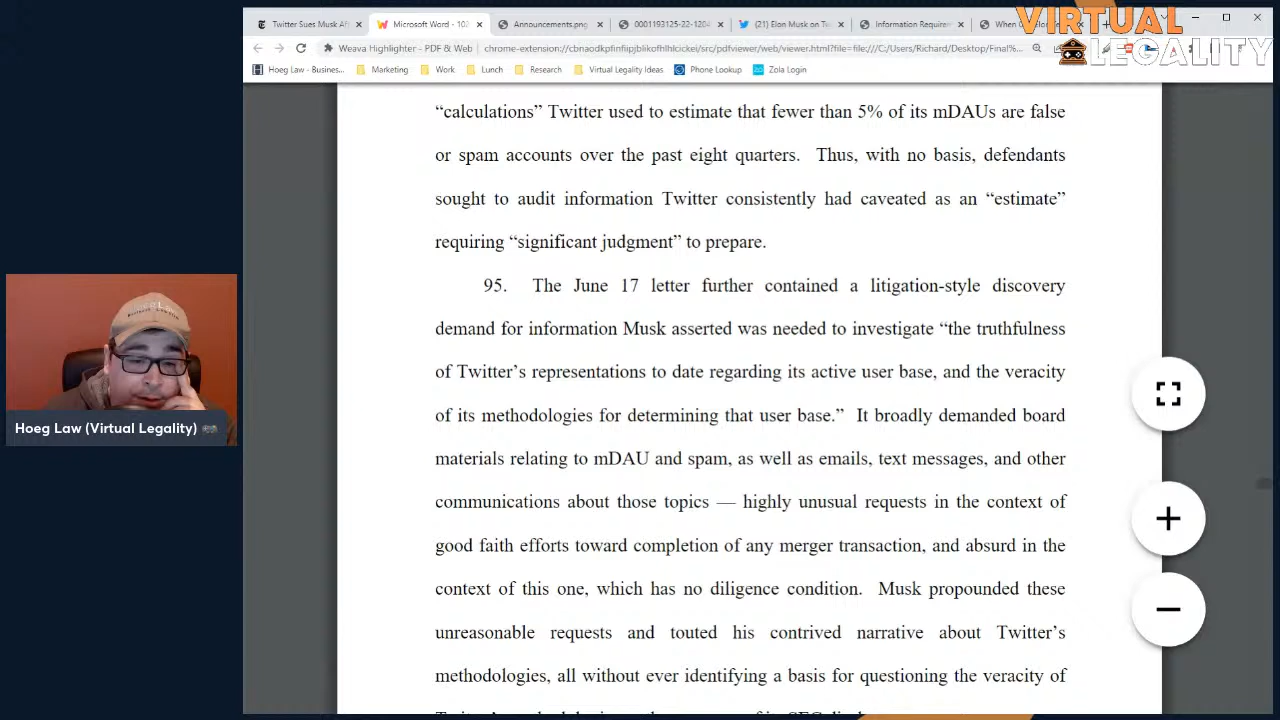 Twitter Sues Musk Af
Microsoft Word - 102
Announcements.png
0001193125-22-1204
(21) Elon Musk on Tw
Information Require
When C
VIRTUAL
LEGALITY
Weava Highlighter - PDF & Web
Hoeg Law - Busines...
Marketing
Work
Lunch
Research
Virtual Legality Ideas
Phone Lookup
Zola Login
“calculations” Twitter used to estimate that fewer than 5% of its mDAUs are false
or spam accounts over the past eight quarters. Thus, with no basis, defendants
sought to audit information Twitter consistently had caveated as an “estimate”
requiring “significant judgment” to prepare.
95. The June 17 letter further contained a litigation-style discovery
demand for information Musk asserted was needed to investigate “the truthfulness
of Twitter’s representations to date regarding its active user base, and the veracity
of its methodologies for determining that user base.” It broadly demanded board
materials relating to mDAU and spam, as well as emails, text messages, and other
communications about those topics — highly unusual requests in the context of
good faith efforts toward completion of any merger transaction, and absurd in the
context of this one, which has no diligence condition. Musk propounded these
unreasonable requests and touted his contrived narrative about Twitter’s
methodologies, all without ever identifying a basis for questioning the veracity of
Hoeg Law (Virtual Legality)